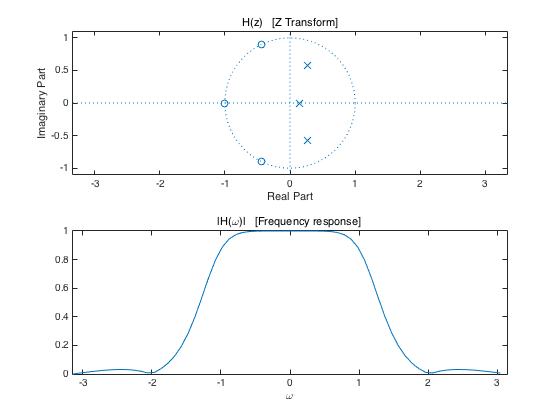 H(z) [Z Transform]
1
0.5
0
-0.5
-1
Imaginary Part
-3 -2 -1 0 1 2 3
Real Part
|H(ω)| [Frequency response]
1
0.8
0.6
0.4
0.2
0
-3 -2 -1 0 1 2 3
ω